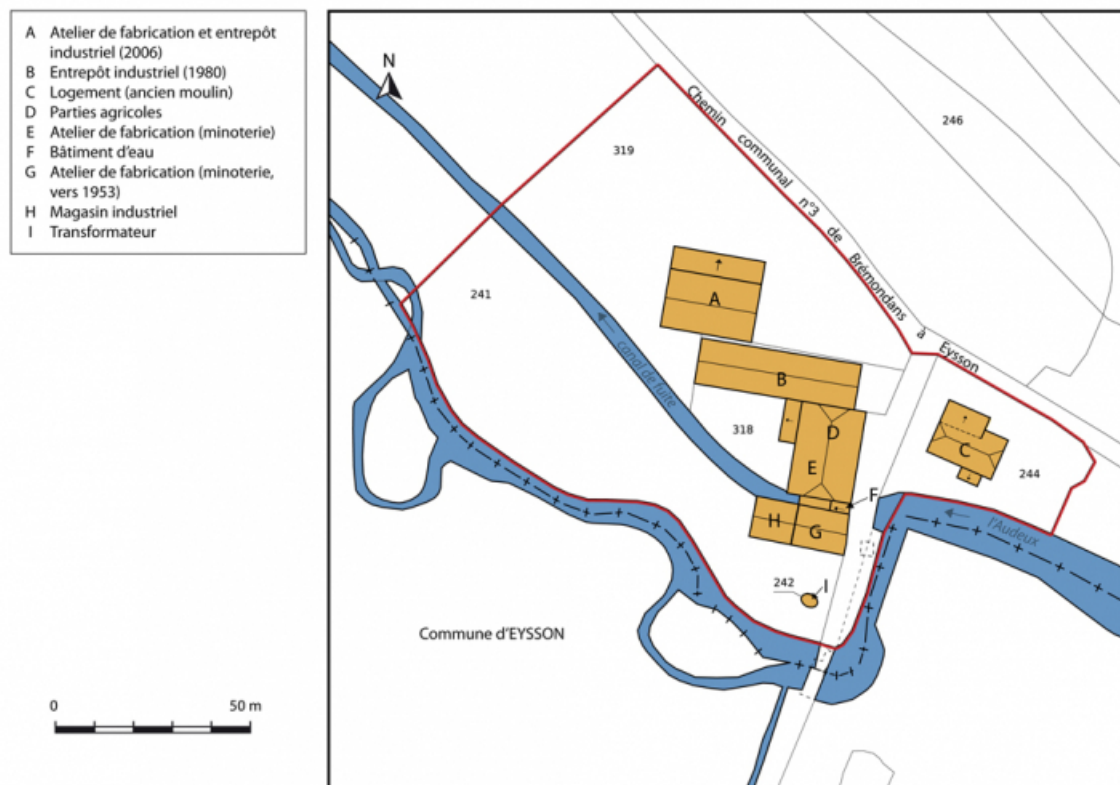 A Atelier de fabrication et entrepôt
industriel (2006)
B Entrepôt industriel (1980)
C Logement (ancien moulin)
D Parties agricoles
E Atelier de fabrication (minoterie)
F Bâtiment d'eau
G Atelier de fabrication (minoterie,
vers 1953)
H Magasin industriel
I Transformateur
N
319
246
Chemin communal n°3 de Brémondans à Eysson
241
A
canal de fuite
B
318
D
E
C
244
F
H
G
l'Audeux
242
I
Commune d'EYSSON
0 50 m